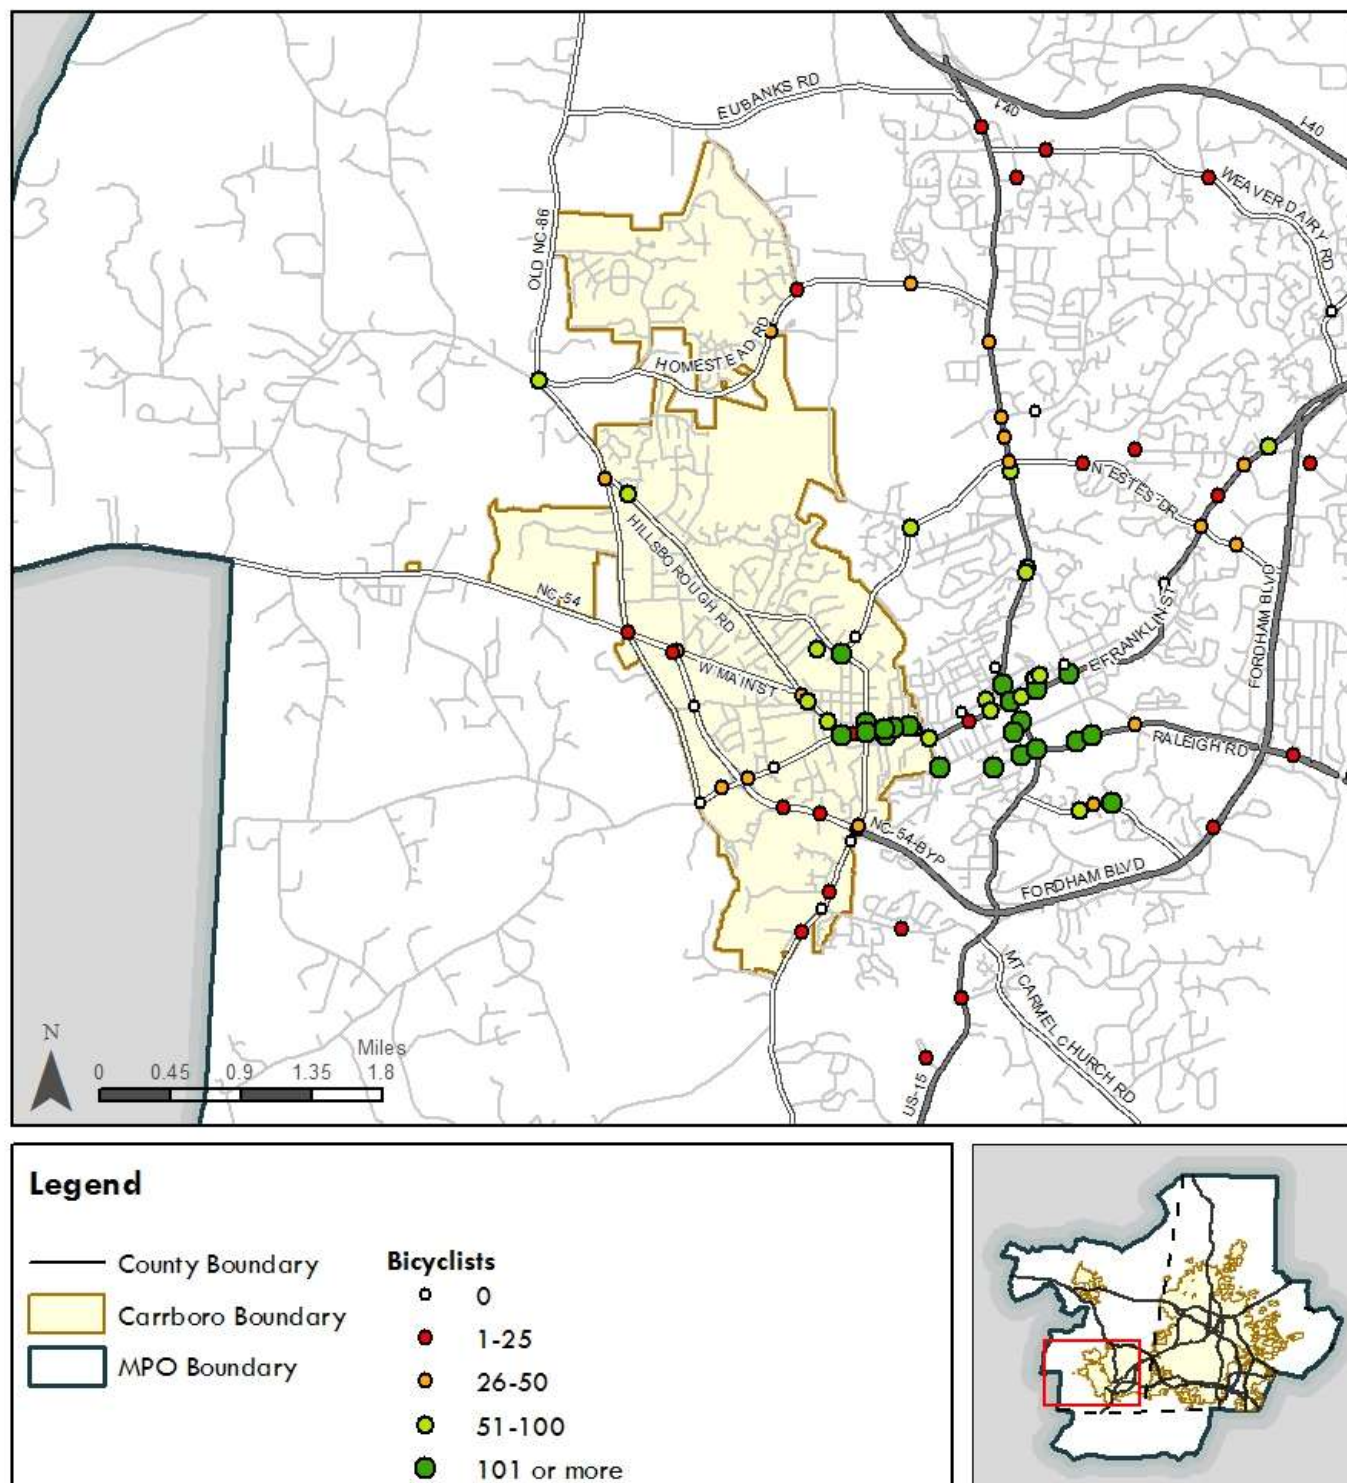 EUBANKS RD
I-40
I-40
WEAVER DAIRY RD
OLD NC-86
HOMESTEAD RD
N ESTES DR
HILLSBOROUGH RD
NC-54
FORDHAM BLVD
W MAIN ST
E FRANKLIN ST
RALEIGH RD
NC-54 BYP
FORDHAM BLVD
MT CARMEL CHURCH RD
US-15
N
Miles
0 0.45 0.9 1.35 1.8
Legend
County Boundary
Carrboro Boundary
MPO Boundary
Bicyclists
0
1-25
26-50
51-100
101 or more